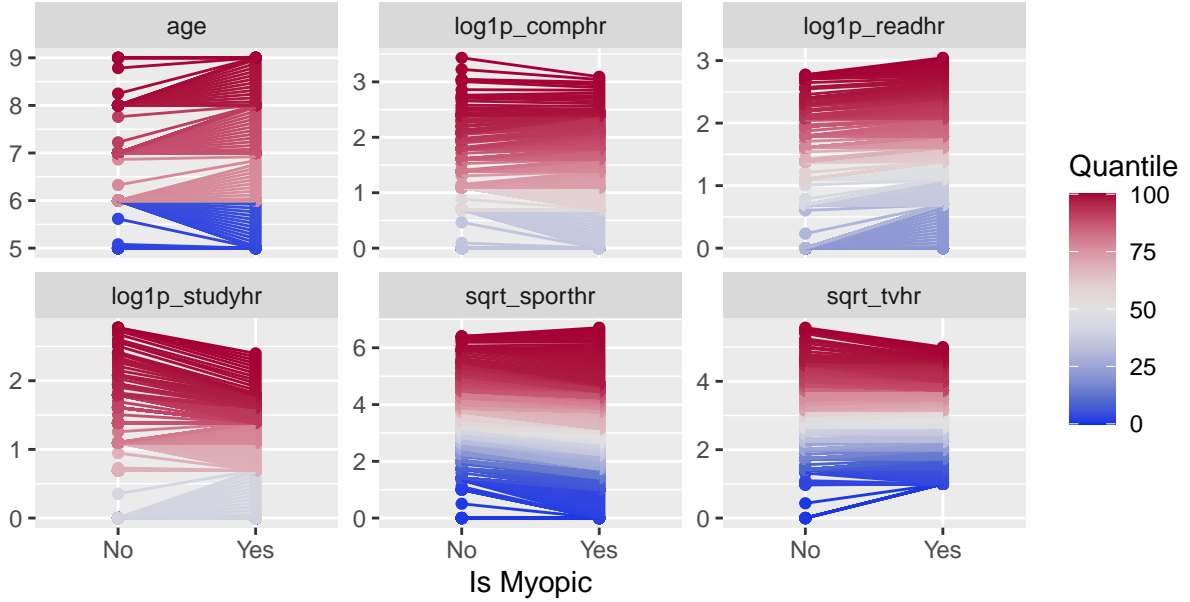 age
log1p_comphr
log1p_readhr
9
8
7
6
5
3
2
1
0
3
2
1
0
log1p_studyhr
sqrt_sporthr
sqrt_tvhr
2
1
0
6
4
2
0
4
2
0
No Yes
No Yes
No Yes
Is Myopic
Quantile
100
75
50
25
0